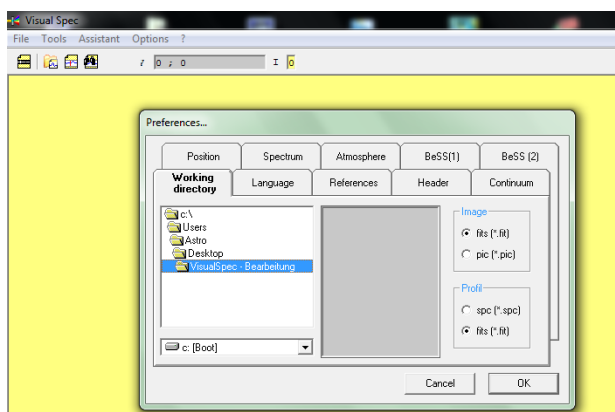 Visual Spec
File Tools Assistant Options ?
i 0 ; 0 I 0
Preferences...
Position Spectrum Atmosphere BeSS(1) BeSS (2)
Working directory Language References Header Continuum
c:\
Users
Astro
Desktop
VisualSpec - Bearbeitung
c: [Boot]
Image
fits (*.fit)
pic (*.pic)
Profil
spc (*.spc)
fits (*.fit)
Cancel OK